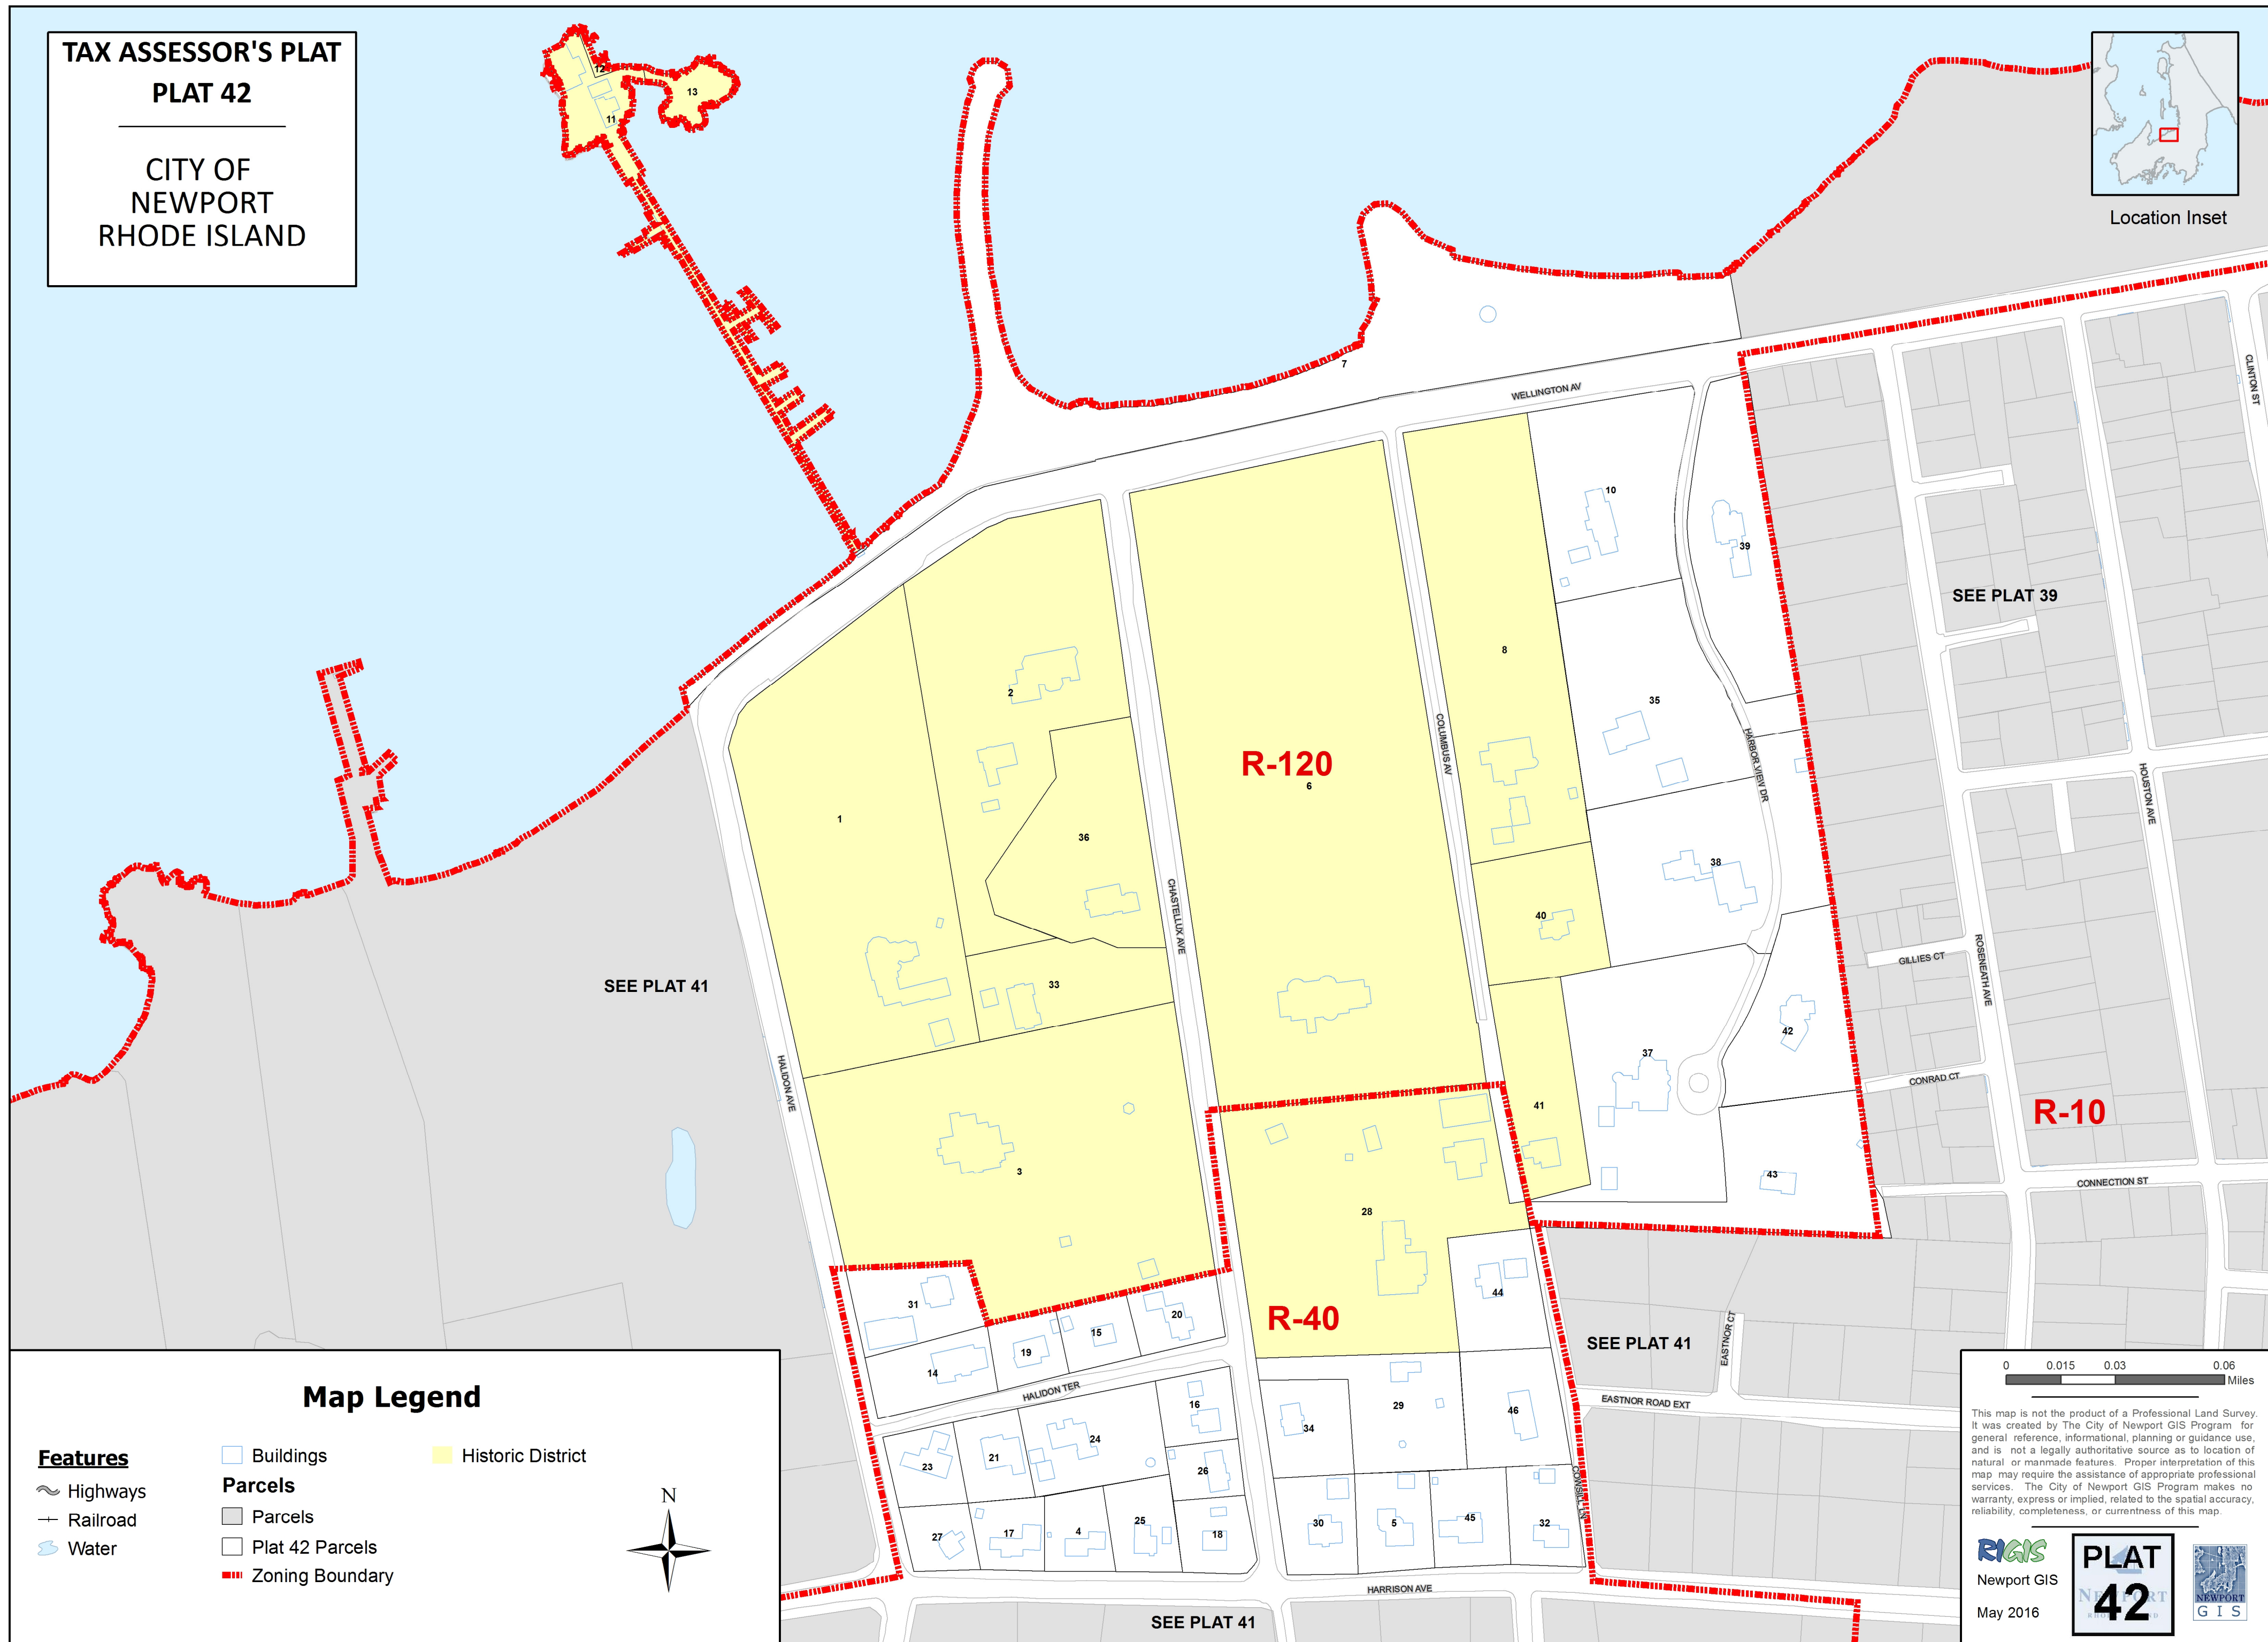 TAX ASSESSOR'S PLAT
PLAT 42
CITY OF
NEWPORT
RHODE ISLAND
12
13
11
Location Inset
7
WELLINGTON AV
CLINTON ST
10
39
SEE PLAT 39
8
2
35
COLUMBUS AV
HARBOR VIEW DR
R-120
6
HOUSTON AVE
1
36
38
CHASTELLUX AVE
40
ROSENEATH AVE
GILLIES CT
SEE PLAT 41
33
42
37
HALIDON AVE
CONRAD CT
41
R-10
3
43
CONNECTION ST
28
44
31
R-40
20
15
19
14
SEE PLAT 41
EASTNOR CT
HALIDON TER
EASTNOR ROAD EXT
16
29
46
34
24
21
23
26
COWSILL LN
27
17
4
25
18
30
5
45
32
HARRISON AVE
SEE PLAT 41
Map Legend
Features
Highways
Railroad
Water
Buildings
Parcels
Parcels
Plat 42 Parcels
Zoning Boundary
Historic District
N
0 0.015 0.03 0.06
Miles
This map is not the product of a Professional Land Survey.
It was created by The City of Newport GIS Program for
general reference, informational, planning or guidance use,
and is not a legally authoritative source as to location of
natural or manmade features. Proper interpretation of this
map may require the assistance of appropriate professional
services. The City of Newport GIS Program makes no
warranty, express or implied, related to the spatial accuracy,
reliability, completeness, or currentness of this map.
RIGIS
Newport GIS
May 2016
PLAT
NEWPORT
42
NEWPORT
GIS